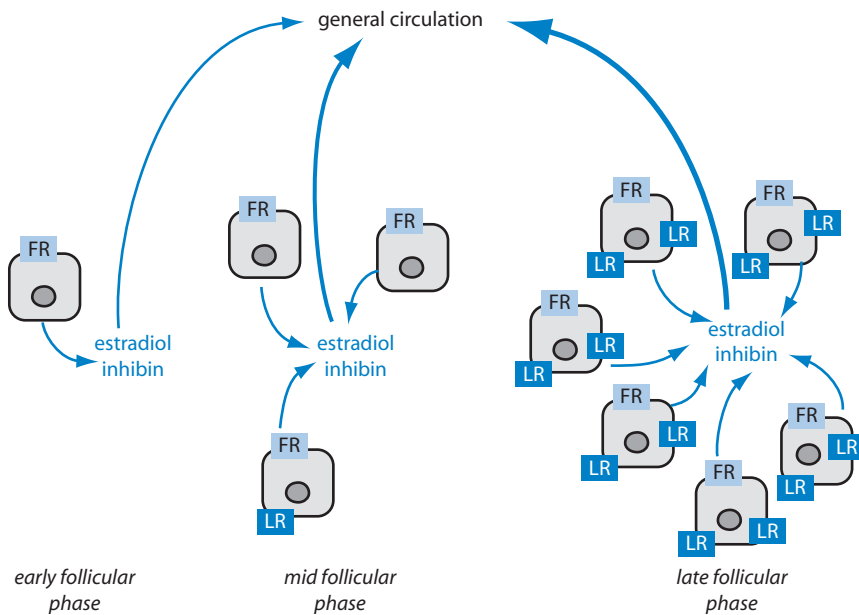 general circulation
FR
estradiol
inhibin
early follicular
phase
FR
FR
estradiol
inhibin
FR
LR
mid follicular
phase
FR
LR
LR
FR
LR
LR
FR
LR
LR
estradiol
inhibin
FR
LR
LR
FR
LR
LR
FR
LR
LR
late follicular
phase